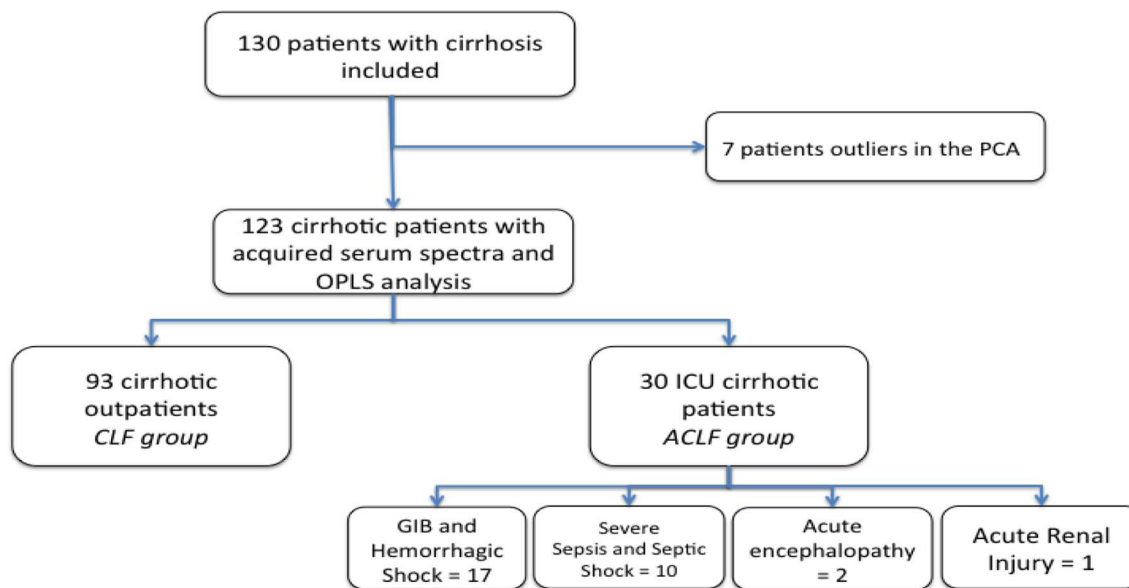 130 patients with cirrhosis
included
7 patients outliers in the PCA
123 cirrhotic patients with
acquired serum spectra and
OPLS analysis
93 cirrhotic
outpatients
CLF group
30 ICU cirrhotic
patients
ACLF group
GIB and
Hemorrhagic
Shock = 17
Severe
Sepsis and Septic
Shock = 10
Acute
encephalopathy
= 2
Acute Renal
Injury = 1